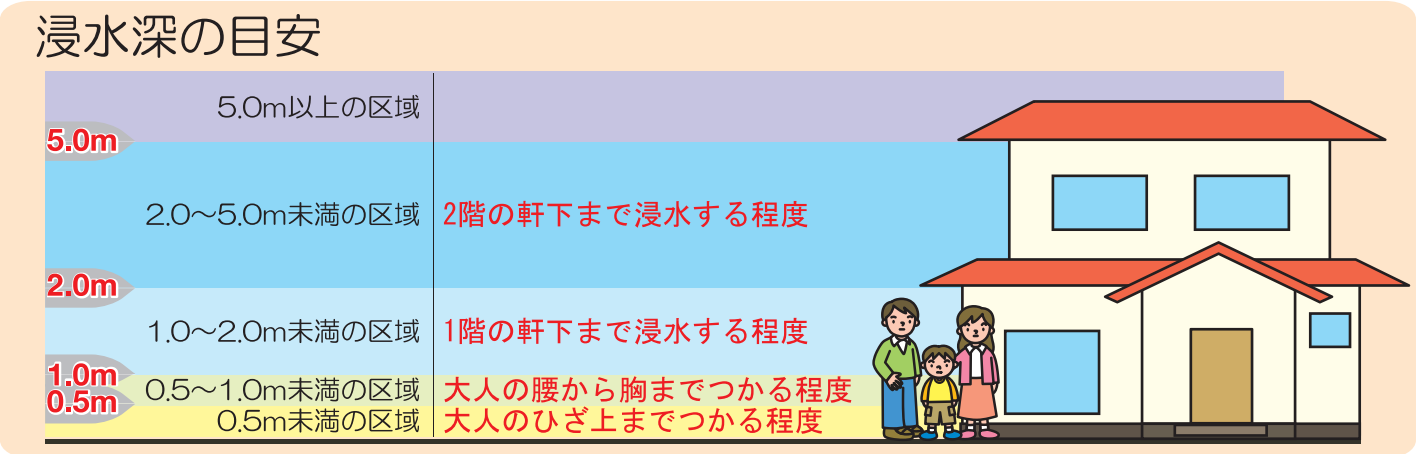 浸水深の目安
5.0m以上の区域
5.0m
2.0～5.0m未満の区域 2階の軒下まで浸水する程度
2.0m
1.0～2.0m未満の区域 1階の軒下まで浸水する程度
1.0m
0.5～1.0m未満の区域 大人の腰から胸までつかる程度
0.5m
0.5m未満の区域 大人のひざ上までつかる程度